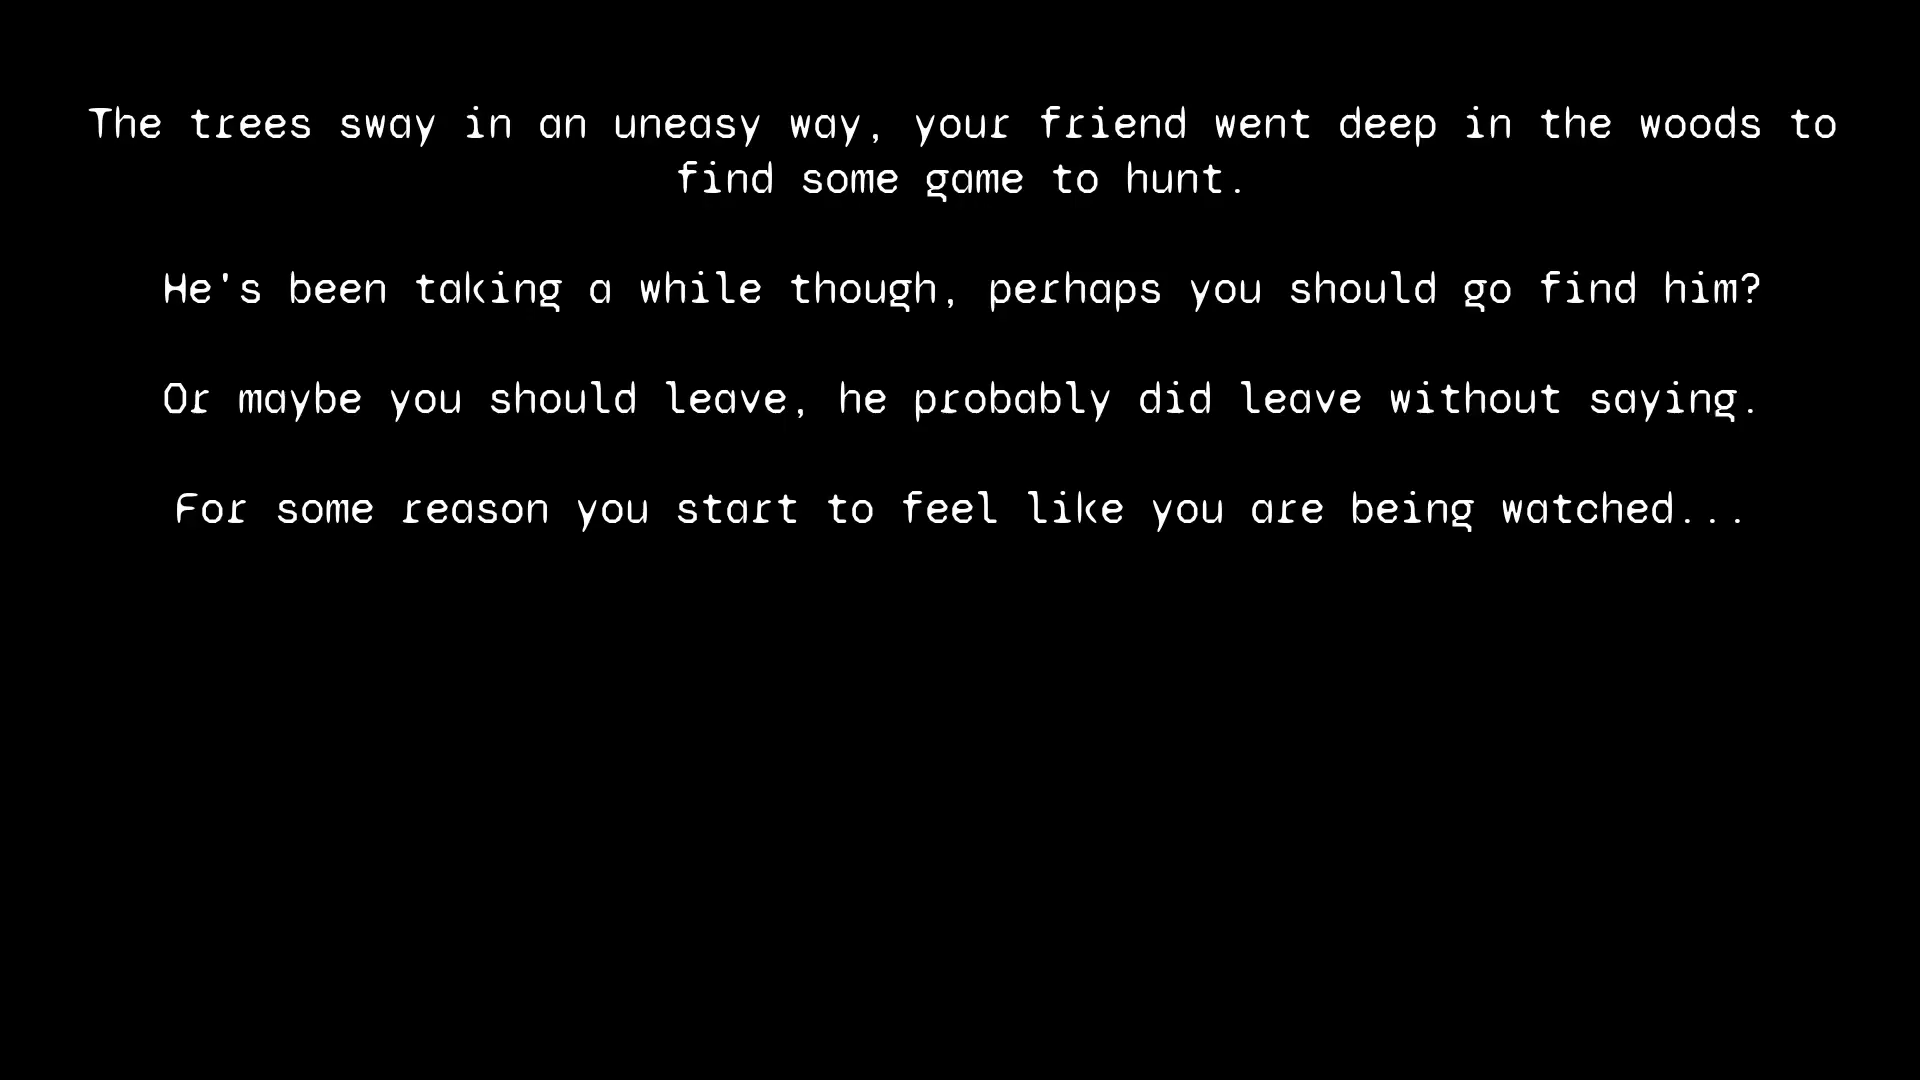 The trees sway in an uneasy way, your friend went deep in the woods to
find some game to hunt.
He's been taking a while though, perhaps you should go find him?
Or maybe you should leave, he probably did leave without saying.
For some reason you start to feel like you are being watched...